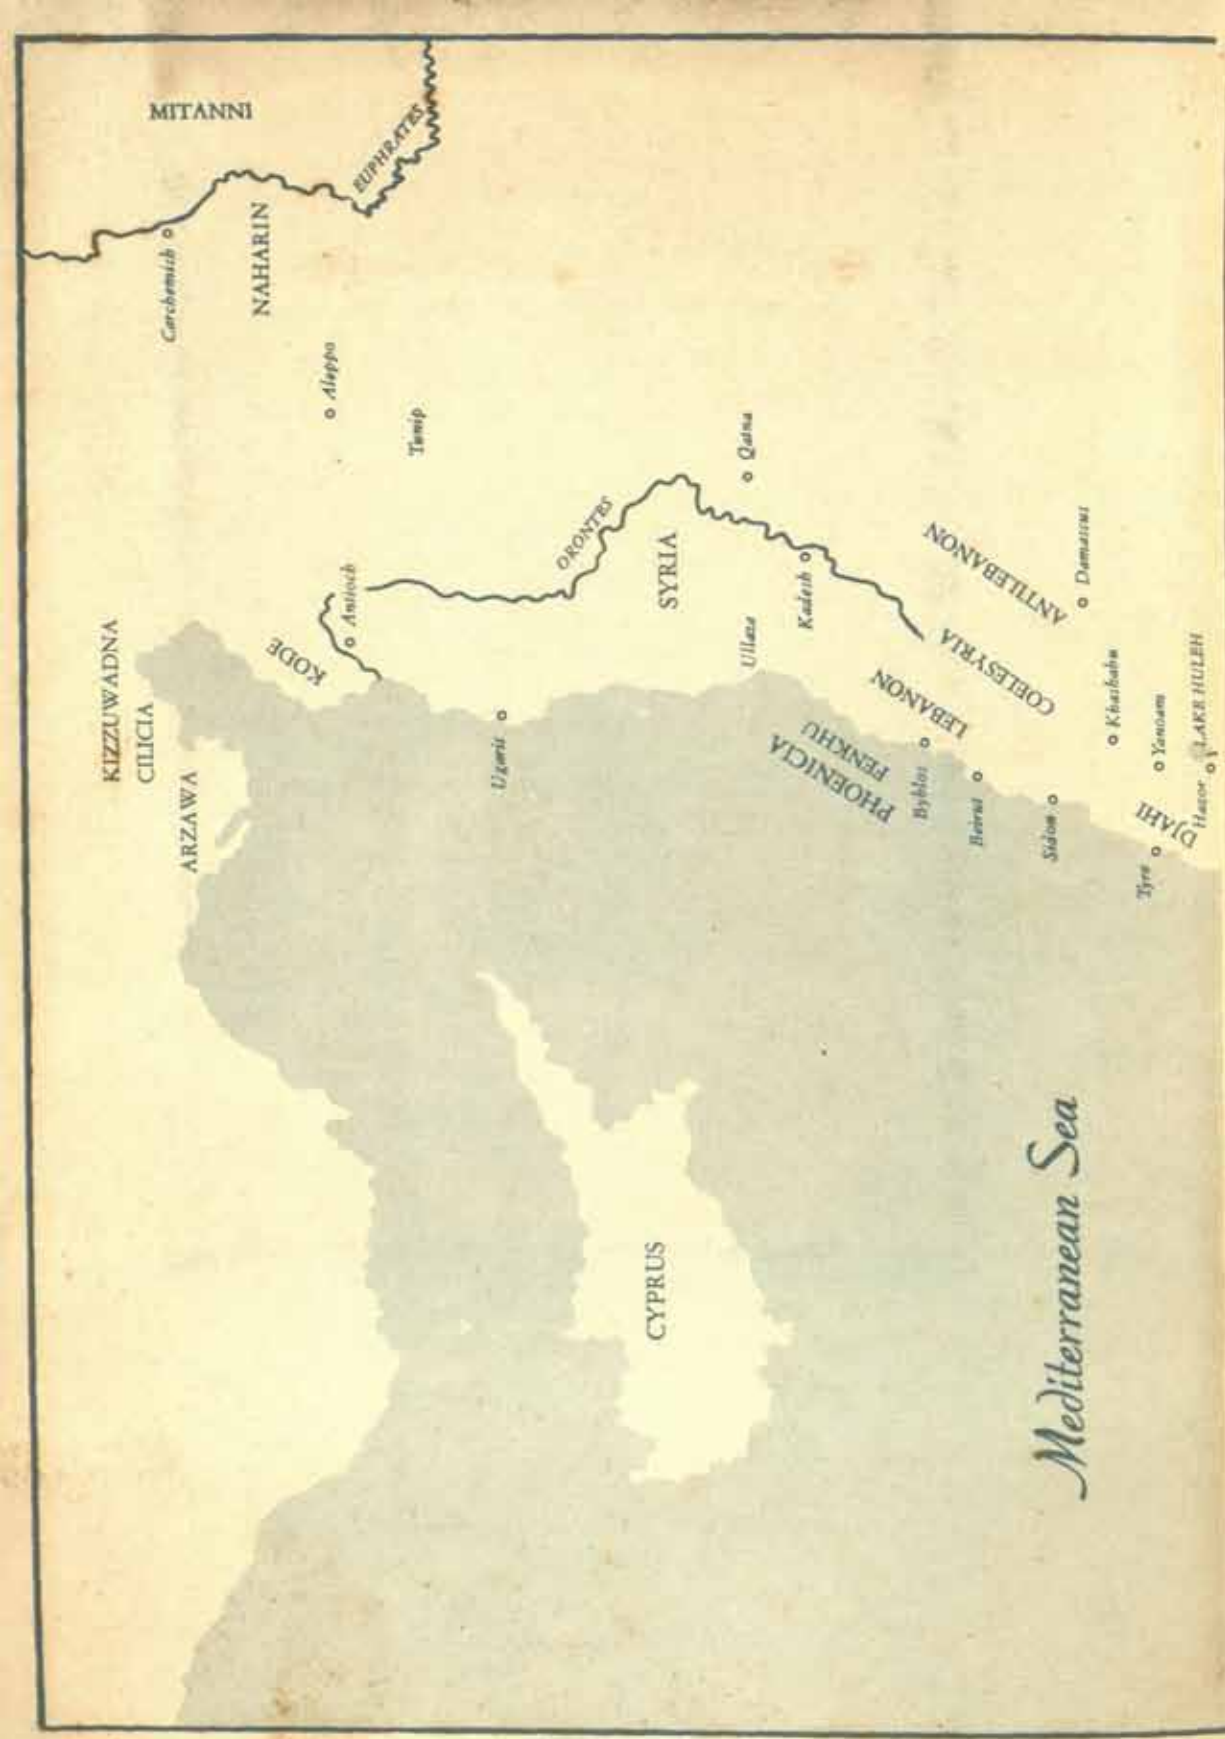 MITANNI
EUPHRATES
Carchemish
NAHARIN
Aleppo
Tunip
KIZZUWADNA
CILICIA
ARZAWA
KODE
Antioch
ORONTES
SYRIA
Qatna
Ugarit
Ullaza
Kadesh
ANTILEBANON
Damascus
COELESYRIA
LEBANON
FENKHU
PHOENICIA
Byblos
Beirut
Sidon
Khashabu
Yanoam
LAKE HULEH
Hazor
DJAHI
Tyre
CYPRUS
Mediterranean Sea